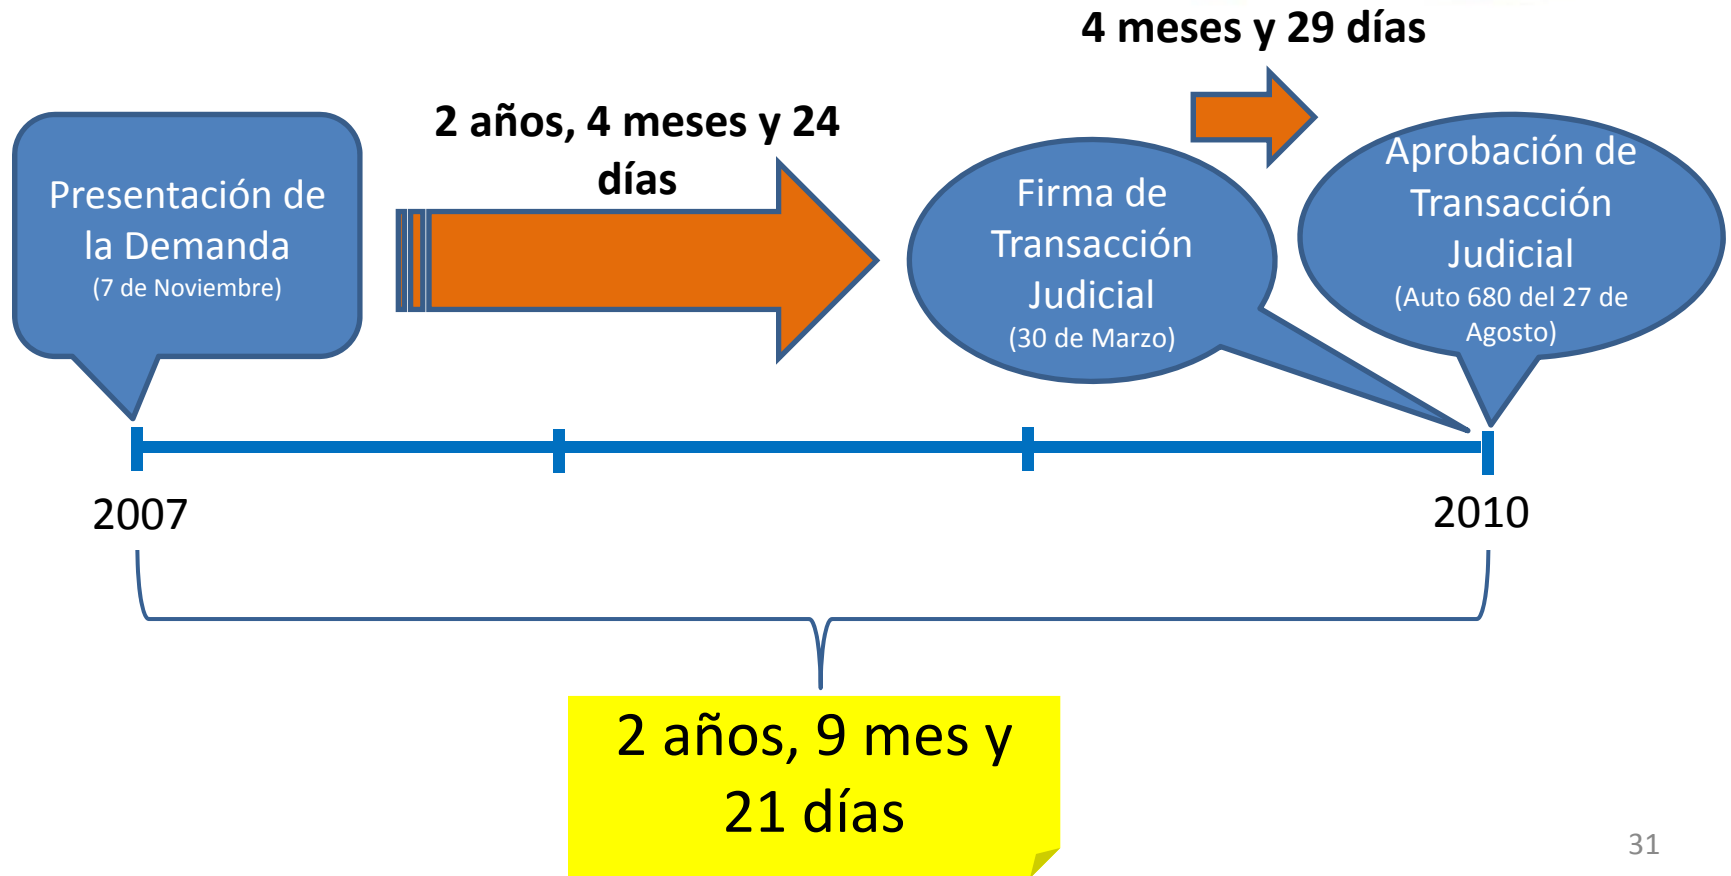 4 meses y 29 días
2 años, 4 meses y 24
días
Presentación de
la Demanda
(7 de Noviembre)
Firma de
Transacción
Judicial
(30 de Marzo)
Aprobación de
Transacción
Judicial
(Auto 680 del 27 de
Agosto)
2007
2010
2 años, 9 mes y
21 días
31